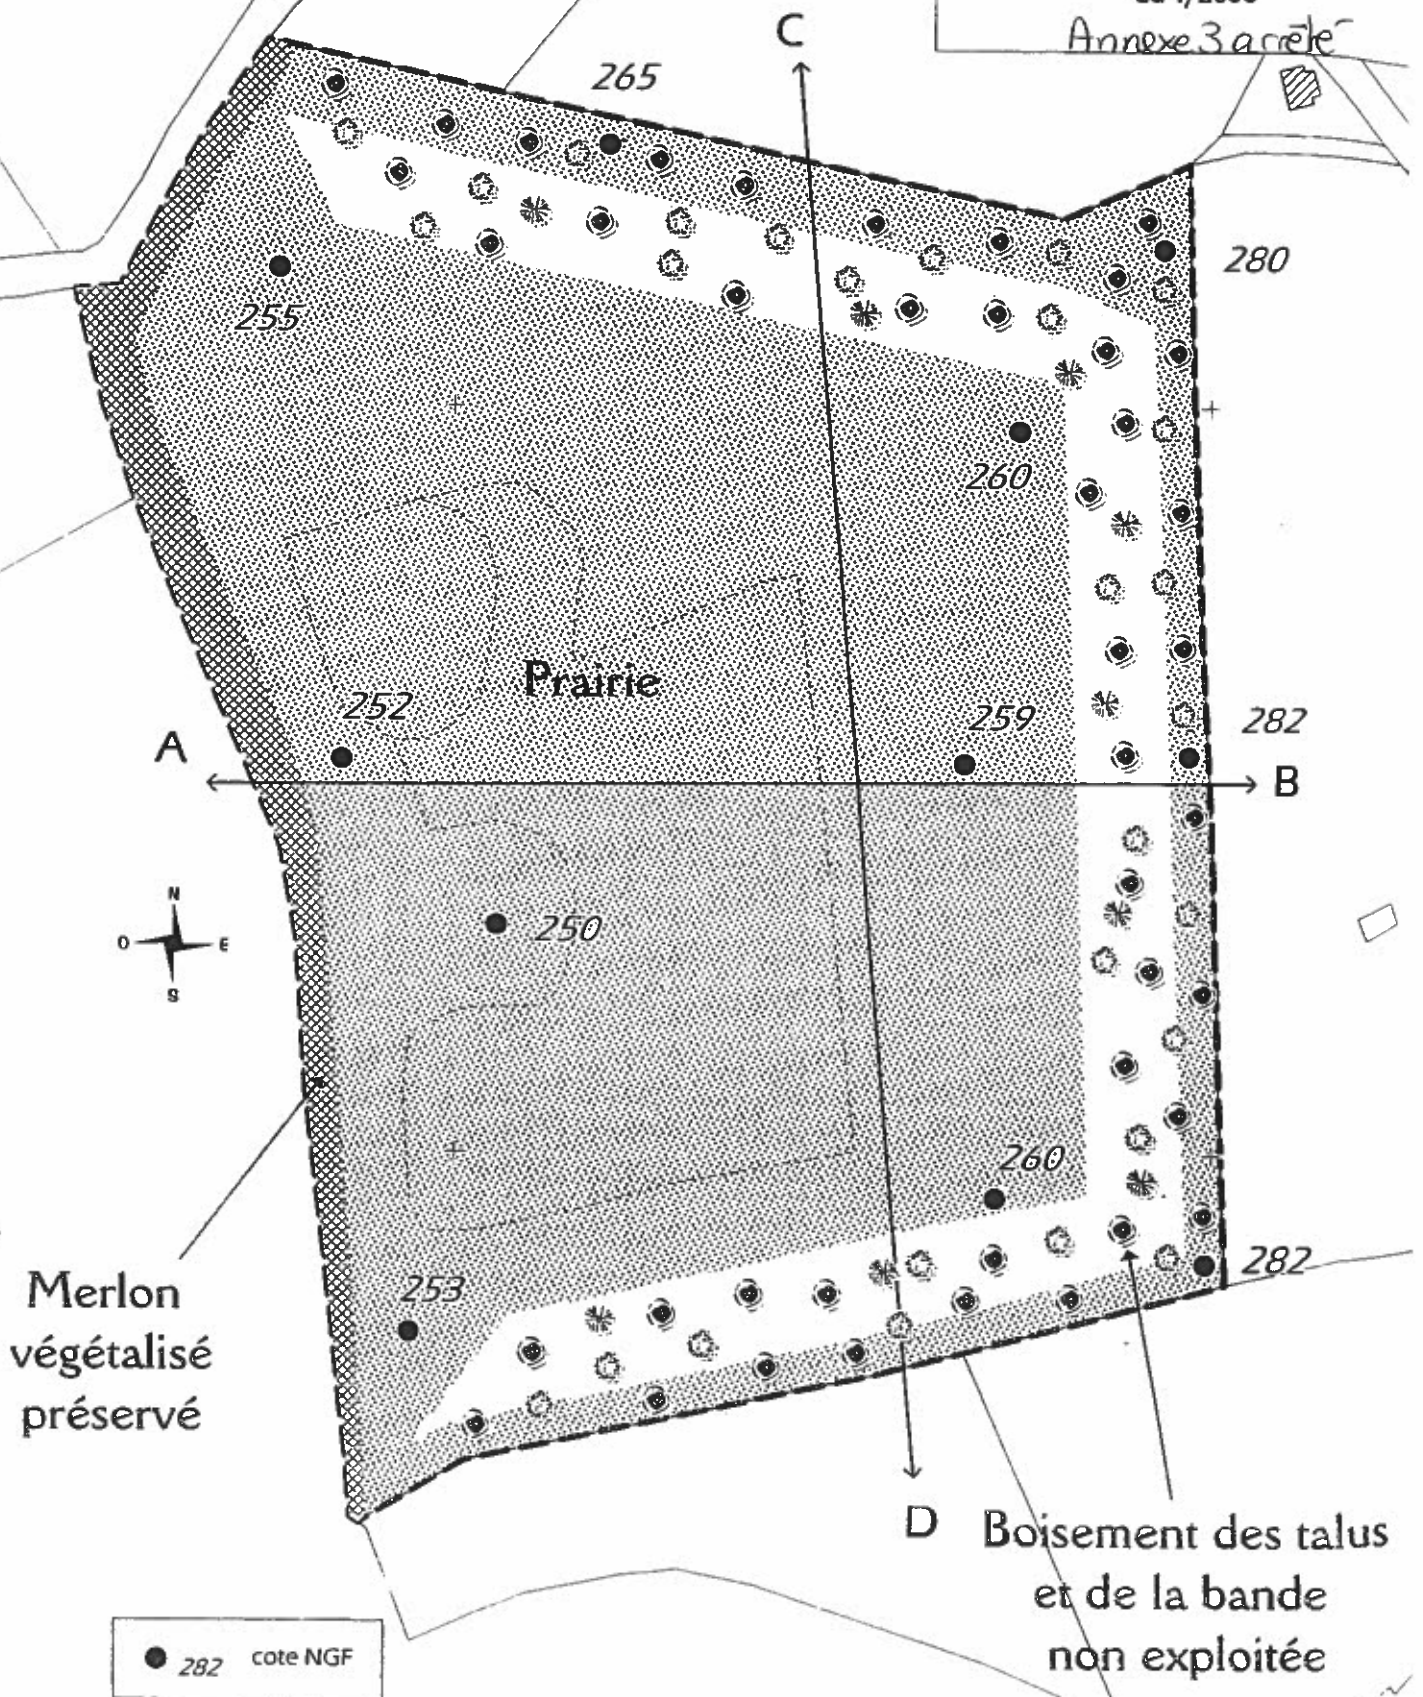 Annexe 3 arrêté
C
265
280
255
260
Prairie
252
259
282
A
B
N
O
E
S
250
260
282
253
Merlon
végétalisé
préservé
D
Boisement des talus
et de la bande
non exploitée
282 cote NGF